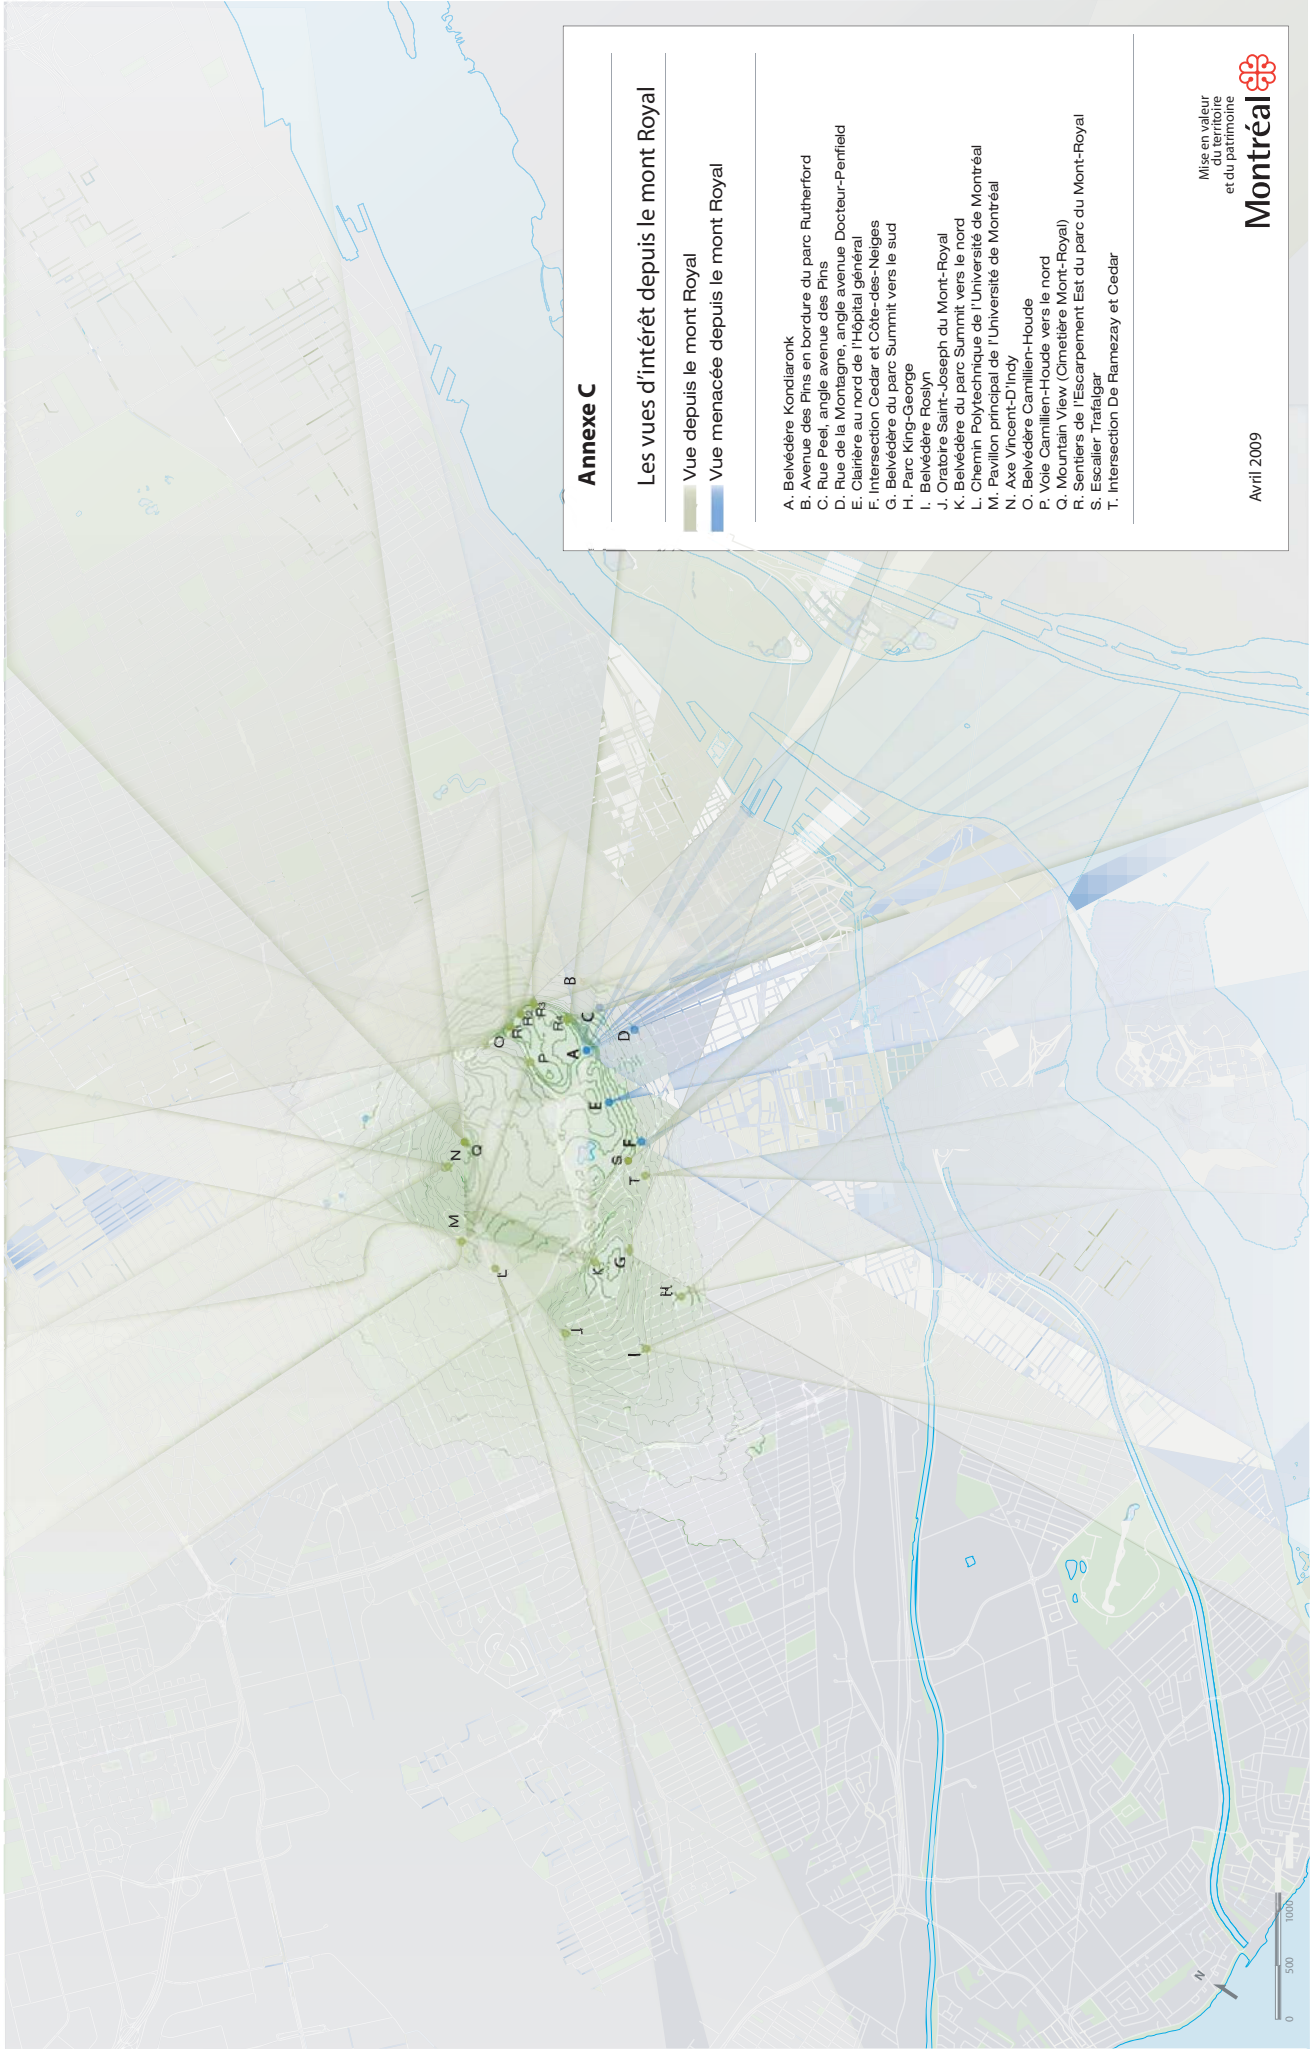 Annexe C
Les vues d'intérêt depuis le mont Royal
Vue depuis le mont Royal
Vue menacée depuis le mont Royal
A. Belvédère Kondiaronk
B. Avenue des Pins en bordure du parc Rutherford
C. Rue Peel, angle avenue des Pins
D. Rue de la Montagne, angle avenue Docteur-Penfield
E. Clairière au nord de l'Hôpital général
F. Intersection Cedar et Côte-des-Neiges
G. Belvédère du parc Summit vers le sud
H. Parc King-George
I. Belvédère Roslyn
J. Oratoire Saint-Joseph du Mont-Royal
K. Belvédère du parc Summit vers le nord
L. Chemin Polytechnique de l'Université de Montréal
M. Pavillon principal de l'Université de Montréal
N. Axe Vincent-D'Indy
O. Belvédère Camillien-Houde
P. Voie Camillien-Houde vers le nord
Q. Mountain View (Cimetière Mont-Royal)
R. Sentiers de l'Escarpement Est du parc du Mont-Royal
S. Escalier Trafalgar
T. Intersection De Ramezay et Cedar
Avril 2009
Mise en valeur
du territoire
et du patrimoine
Montréal
M
N
Q
L
O
R1
R2
R3
R4
P
B
C
A
D
E
F
S
T
K
G
H
J
I
N
0 500 1000